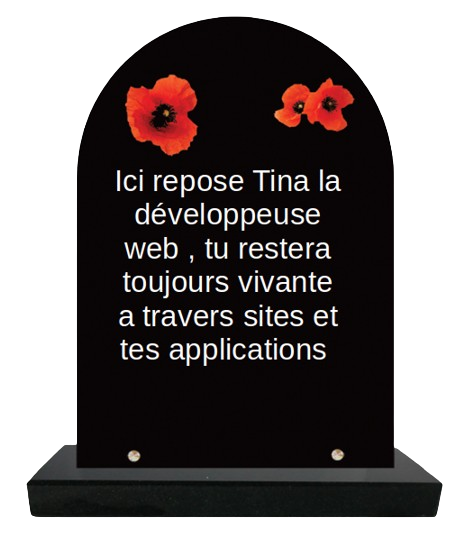 Ici repose Tina la
développeuse
web , tu restera
toujours vivante
a travers sites et
tes applications